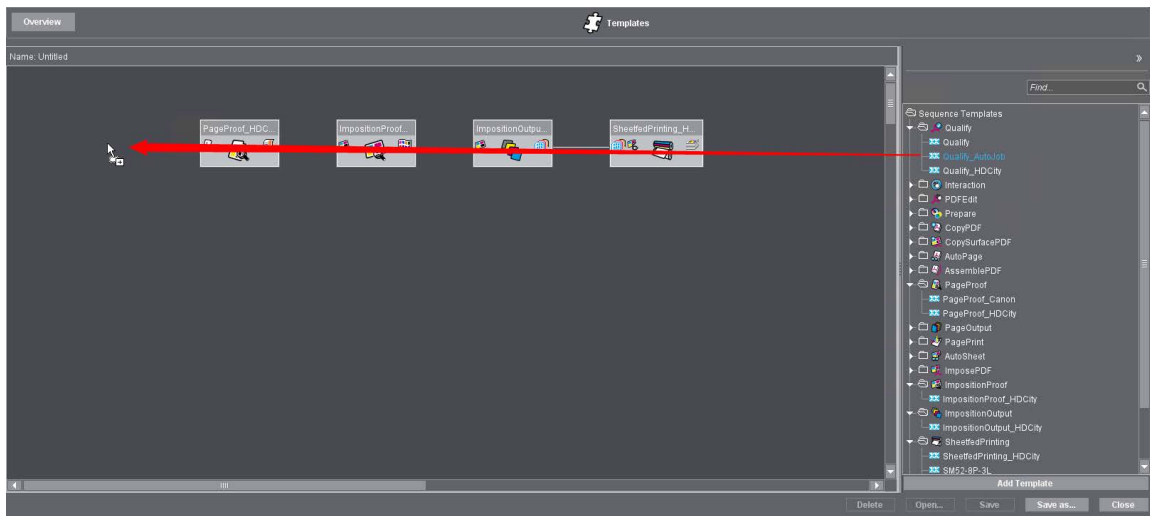 Overview
Templates
Name: Untitled
»
Find...
PageProof_HDC...
ImpositionProof...
ImpositionOutpu...
SheetfedPrinting_H...
Sequence Templates
Qualify
Qualify
Qualify_AutoJob
Qualify_HDCity
Interaction
PDFEdit
Prepare
CopyPDF
CopySurfacePDF
AutoPage
AssemblePDF
PageProof
PageProof_Canon
PageProof_HDCity
PageOutput
PagePrint
AutoSheet
ImposePDF
ImpositionProof
ImpositionProof_HDCity
ImpositionOutput
ImpositionOutput_HDCity
SheetfedPrinting
SheetfedPrinting_HDCity
SM52-8P-3L
Add Template
Delete
Open...
Save
Save as...
Close